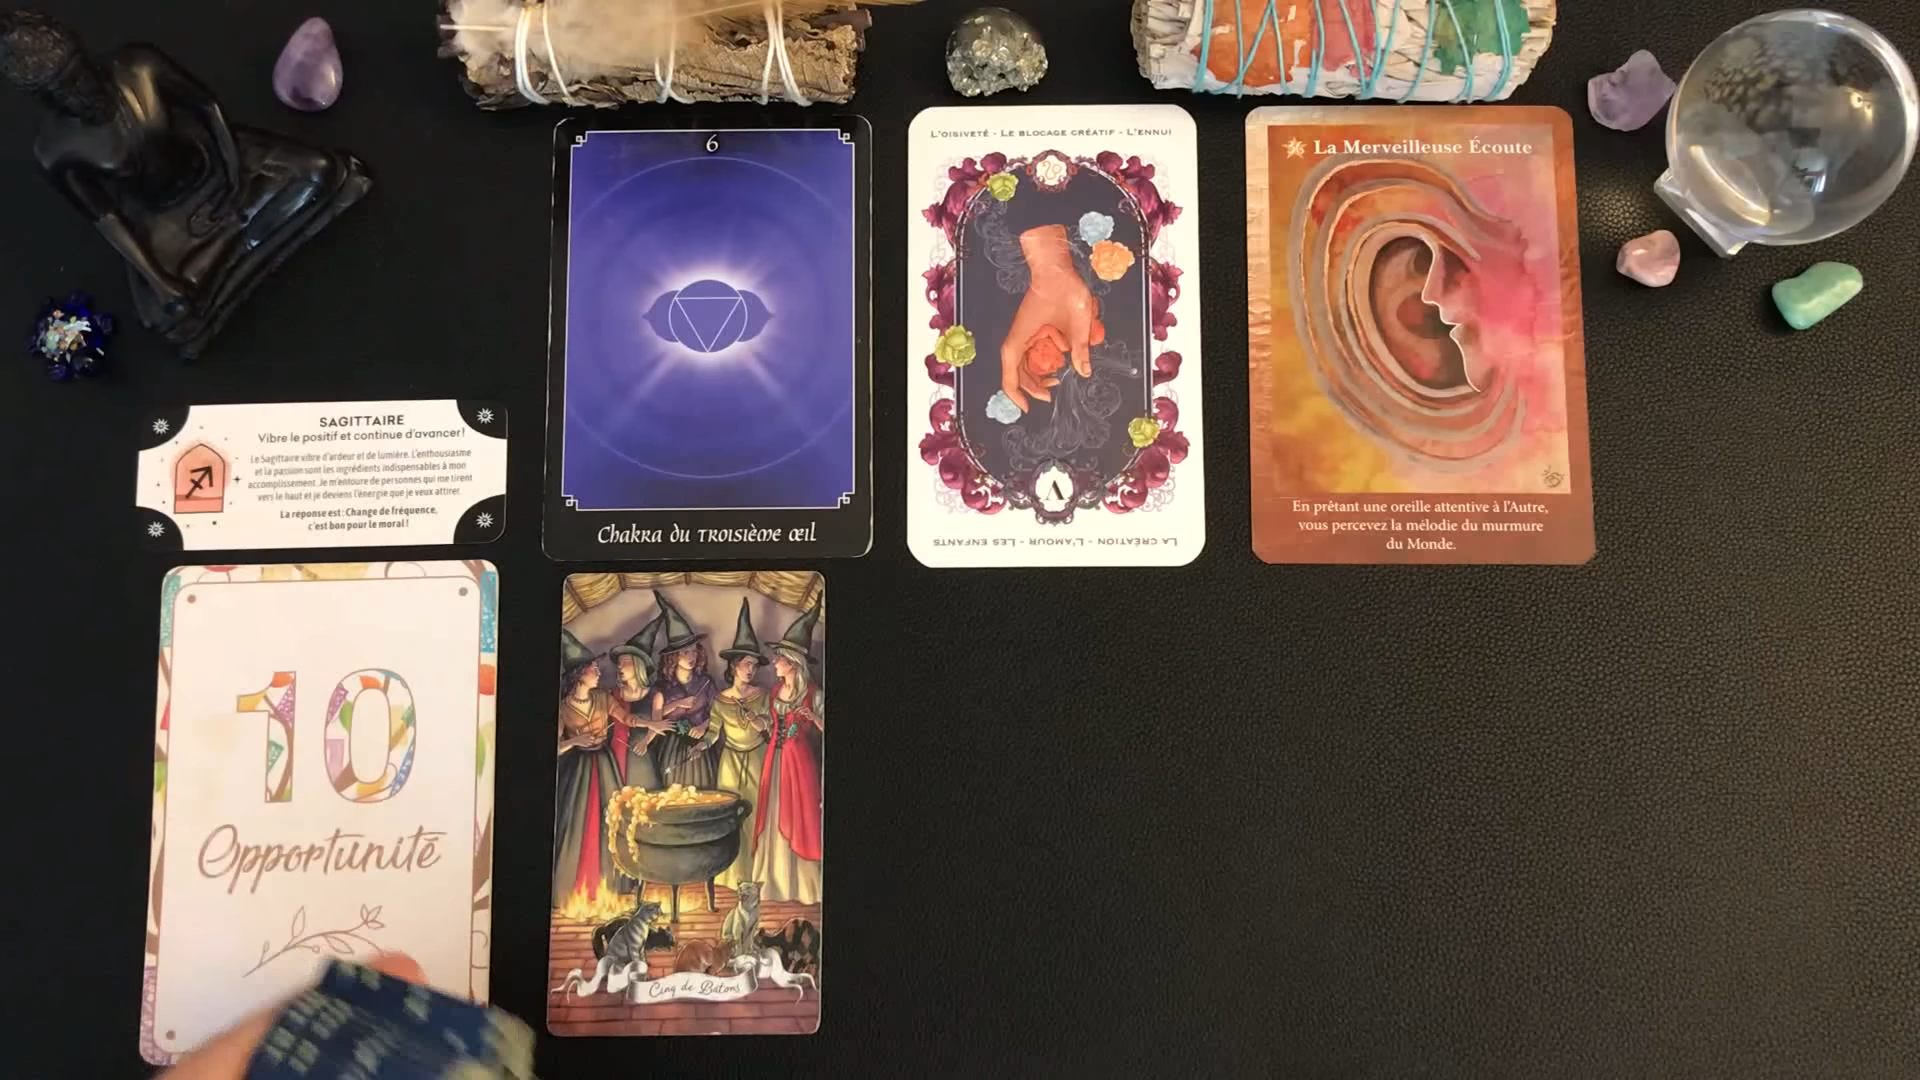 SAGITTAIRE
Vibre le positif et continue d'avancer!
Le Sagittaire vibre d'ardeur et de lumière. L'enthousiasme
et la passion sont les ingrédients indispensables à mon
accomplissement. Je m'entoure de personnes qui me tirent
vers le haut et je deviens l'énergie que je veux attirer.
La réponse est: Change de fréquence,
c'est bon pour le moral!
6
Chakra du troisième œil
L'oisiveté - Le blocage créatif - L'ennui
V
La création - L'amour - Les enfants
36 La Merveilleuse Écoute
En prêtant une oreille attentive à l'Autre,
vous percevez la mélodie du murmure
du Monde.
10
Opportunité
Cinq de Bâtons